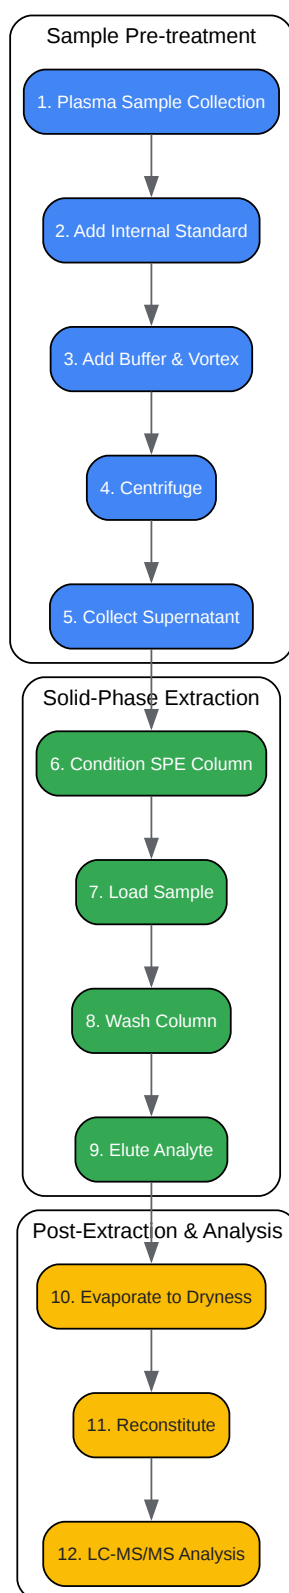 Sample Pre-treatment
1. Plasma Sample Collection
2. Add Internal Standard
3. Add Buffer & Vortex
4. Centrifuge
5. Collect Supernatant
Solid-Phase Extraction
6. Condition SPE Column
7. Load Sample
8. Wash Column
9. Elute Analyte
Post-Extraction & Analysis
10. Evaporate to Dryness
11. Reconstitute
12. LC-MS/MS Analysis